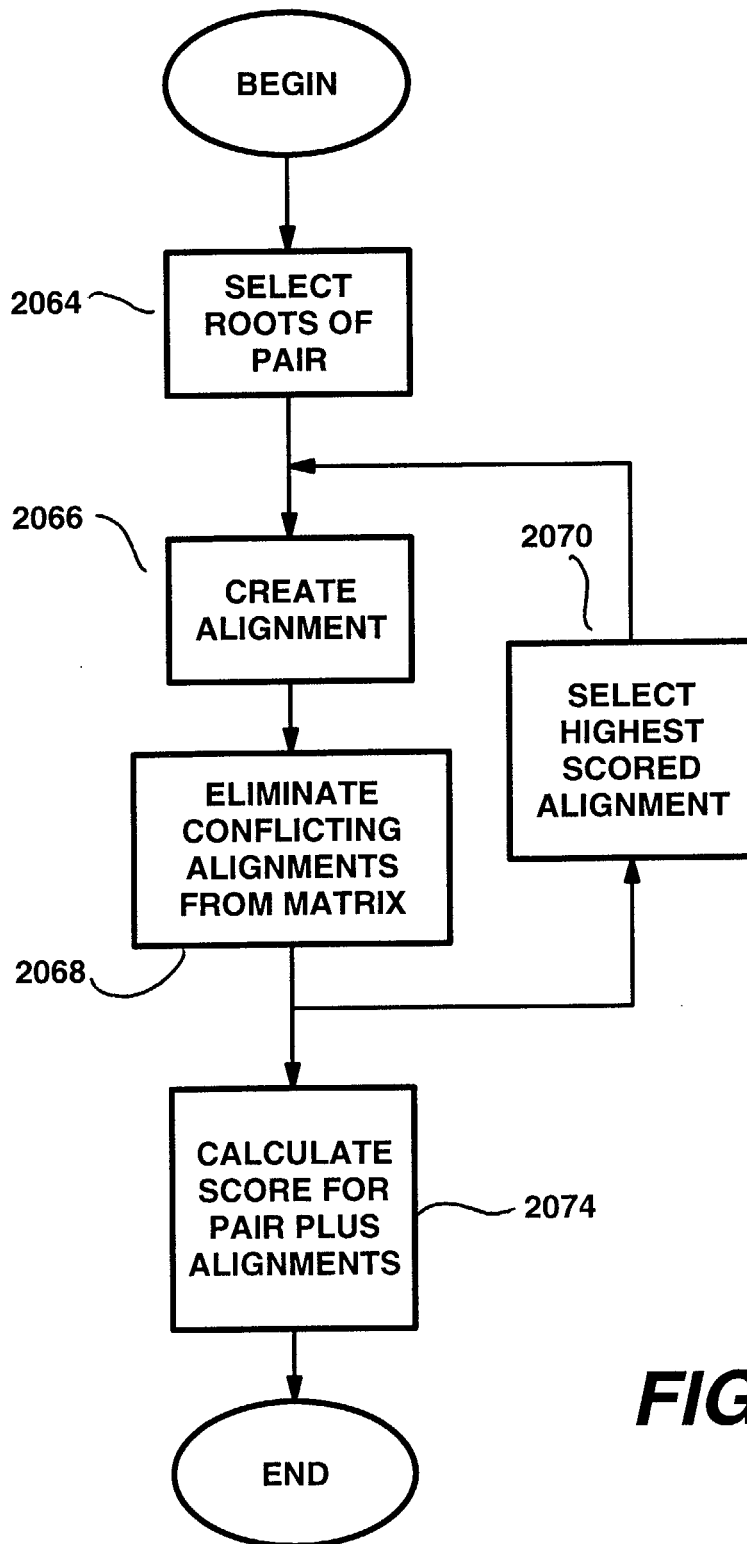 BEGIN
2064
SELECT
ROOTS OF
PAIR
2066
CREATE
ALIGNMENT
2070
SELECT
HIGHEST
SCORED
ALIGNMENT
ELIMINATE
CONFLICTING
ALIGNMENTS
FROM MATRIX
2068
CALCULATE
SCORE FOR
PAIR PLUS
ALIGNMENTS
2074
END
FIG